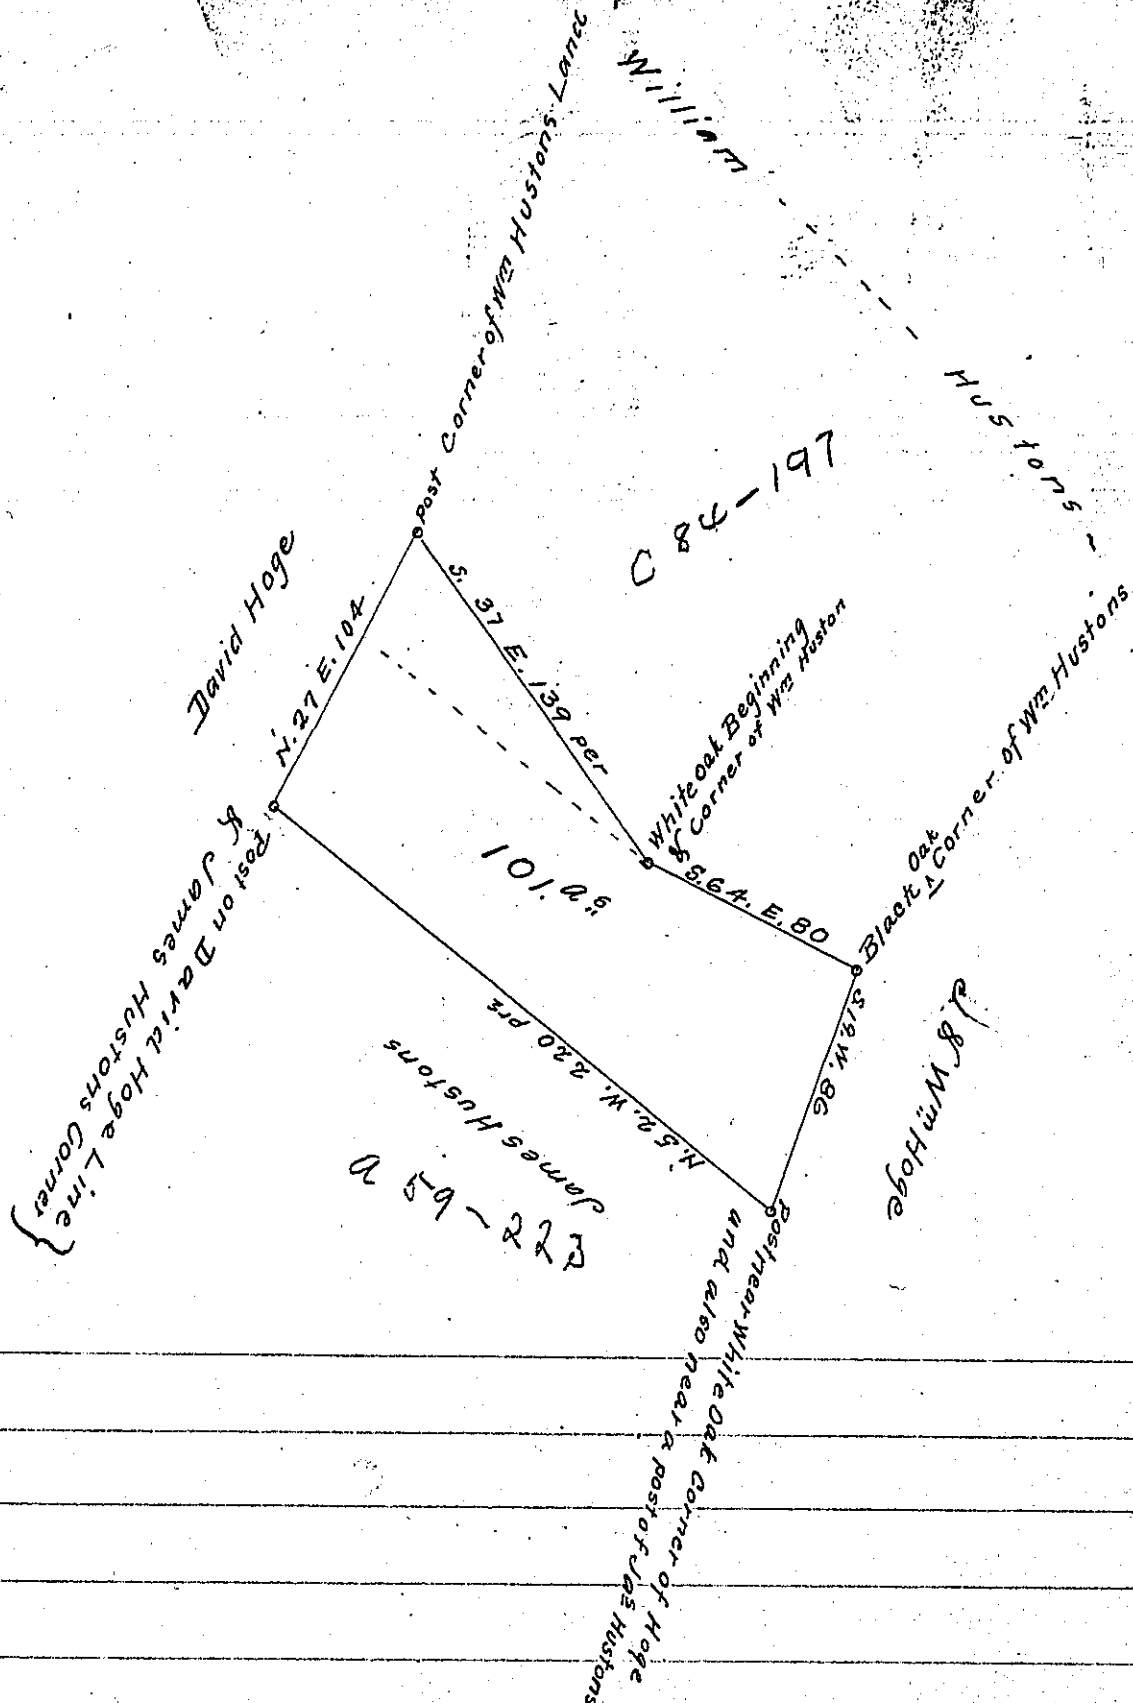 William Hustons
Post Corner of Wm Hustons Land
C 84-197
David Hoge
N. 27 E. 104
S. 37 E. 139 per
White oak Beginning
& Corner of Wm Huston
S. 64. E. 80
Black Oak Corner of Wm Hustons
101. a.s
S. 19. W. 86
J. & Wm Hoge
N. 52. W. 220 prs
James Hustons
a 59-223
Post on David Hoge Line
& James Hustons Corner
Post near White Oak Corner of Hoge
and also near a post of Jas Hustons